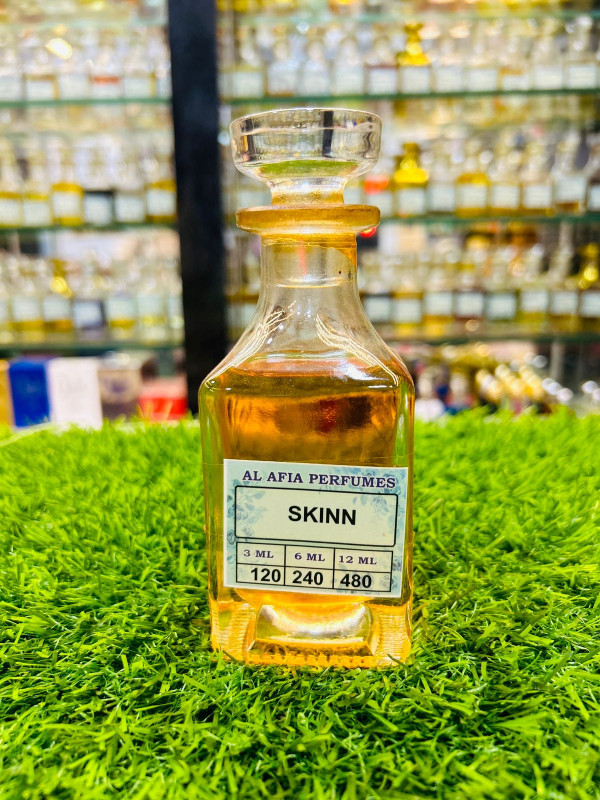 AL AFIA PERFUMES
SKINN
3 ML 6 ML 12 ML
120 240 480